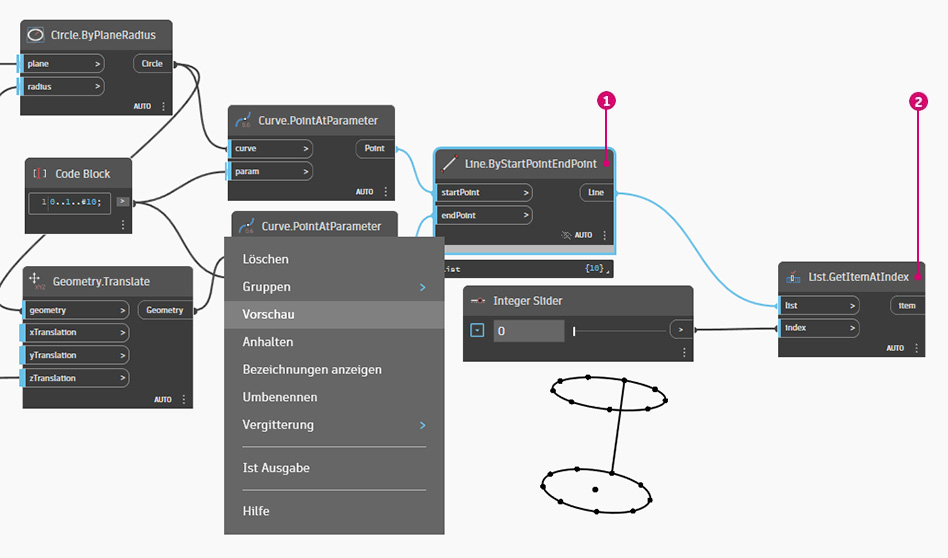 Circle.ByPlaneRadius
plane >
Circle
radius >
AUTO
1
2
Curve.PointAtParameter
curve >
Point
param >
AUTO
Line.ByStartPointEndPoint
startPoint >
Line
endPoint >
AUTO
List {10}
Code Block
1 0..1..#10; >
Curve.PointAtParameter
Geometry.Translate
XYZ
geometry >
Geometry
xTranslation >
yTranslation >
zTranslation >
AUTO
Löschen
Gruppen >
Vorschau
Anhalten
Bezeichnungen anzeigen
Umbenennen
Vergitterung >
Ist Ausgabe
Hilfe
Integer Slider
0 >
List.GetItemAtIndex
list >
item
index >
AUTO